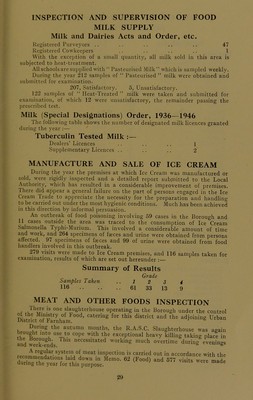 INSPECTION AND SUPERVISION OF FOOD
MILK SUPPLY
Milk and Dairies Acts and Order, etc.
Registered Purveyors .. .. .. .. .. 47
Registered Cowkeepers .. .. .. .. .. 1
With the exception of a small quantity, all milk sold in this area is
subjected to heat-treatment.
All schools are supplied with " Pasteurised Milk " which is sampled weekly.
During the year 212 samples of " Pasteurised " milk were obtained and
submitted for examination.
207, Satisfactory. 5, Unsatisfactory.
122 samples of " Heat-Treated " milk were taken and submitted for
examination, of which 12 were unsatisfactory, the remainder passing the
prescribed test.
Milk (Special Designations) Order, 1936—1946
The following table shows the number of designated milk licences granted
during the year :—
Tuberculin Tested Milk :—
Dealers' Licences .. .. .. .. 1
Supplementary Licences .. .. .. .. 2
MANUFACTURE AND SALE OF ICE CREAM
During the year the premises at which Ice Cream was manufactured or
sold, were rigidly inspected and a detailed report submitted to the Local
Authority, which has resulted in a considerable improvement of premises.
There did appear a general failure on the part of persons engaged in the Ice
Cream Trade to appreciate the necessity for the preparation and handling
to be carried out under the most hygienic conditions. Much has been achieved
in this direction by informal persuasion.
An outbreak of food poisoning involving 59 cases in the Borough and
11 cases outside the area was traced to the consumption of Ice Cream
Salmonella Typhi-Murium. This involved a considerable amount of time
and work, and 264 specimens of faeces and urine were obtained from persons
affected. 97 specimens of faeces and 99 of urine were obtained from food
handlers involved in this outbreak.
279 visits were made to Ice Cream premises, and 116 samples taken for
examination, results of which are set out hereunder :—
Summary of Results
Grade
Samples Taken 1 2 3 4
116 .. .. .. 61 33 13 9
MEAT AND OTHER FOODS INSPECTION
There is one slaughterhouse operating in the Borough under the control
of the Ministry of Food, catering for this district and the adjoining Urban
District of Farnham.
During the autumn months, the R.A.S.C. Slaughterhouse was again
brought into use to cope with the exceptional heavy killing taking place in
the Borough. This necessitated working much overtime during evenings
and week-ends.
A regular system of meat inspection is carried out in accordance with the
recommendations laid down in Memo. 62 (Food) and 577 visits were made
during the year for this purpose.
29